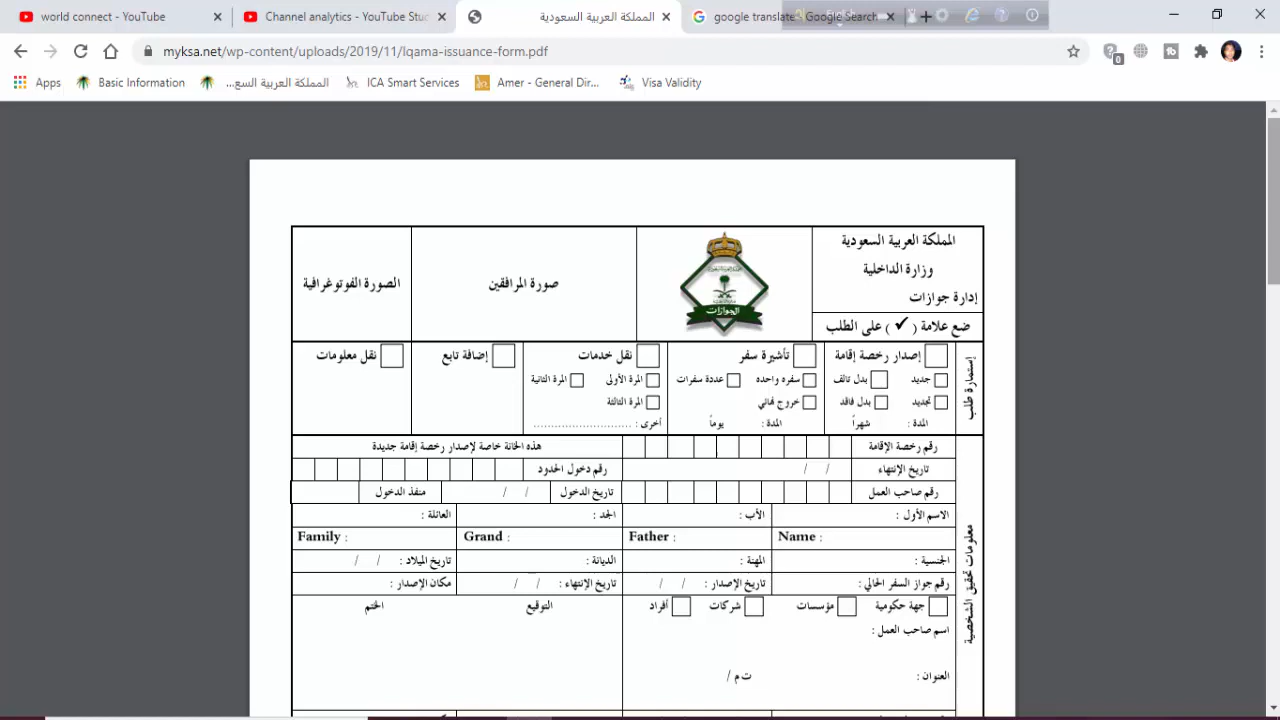 world connect - YouTube
Channel analytics - YouTube Stu
المملكة العربية السعودية
google translate - Google Search
myksa.net/wp-content/uploads/2019/11/Iqama-issuance-form.pdf
Apps
Basic Information
المملكة العربية السع...
ICA Smart Services
Amer - General Dir...
Visa Validity
المملكة العربية السعودية
وزارة الداخلية
إدارة جوازات
ضع علامة ( ✓ ) على الطلب
الجوازات
صورة المرافقين
الصورة الفوتوغرافية
إستمارة طلب
إصدار رخصة إقامة
جديد
بدل تالف
تجديد
بدل فاقد
المدة :
شهراً
تأشيرة سفر
سفره واحده
عددة سفرات
خروج نهائي
المدة :
يوماً
نقل خدمات
المرة الأولى
المرة الثانية
المرة الثالثة
أخرى : ............................
إضافة تابع
نقل معلومات
معلومات تحقيق الشخصية
رقم رخصة الإقامة
هذه الخانة خاصة لإصدار رخصة إقامة جديدة
تاريخ الإنتهاء / /
رقم دخول الحدود
رقم صاحب العمل
تاريخ الدخول / /
منفذ الدخول
الاسم الأول :
الأب :
الجد :
العائلة :
Family :
Grand :
Father :
Name :
الجنسية :
المهنة :
الديانة :
تاريخ الميلاد : / /
رقم جواز السفر الحالي :
تاريخ الإصدار : / /
تاريخ الإنتهاء : / /
مكان الإصدار :
جهة حكومية
مؤسسات
شركات
أفراد
التوقيع
الختم
اسم صاحب العمل :
العنوان :
ت م /